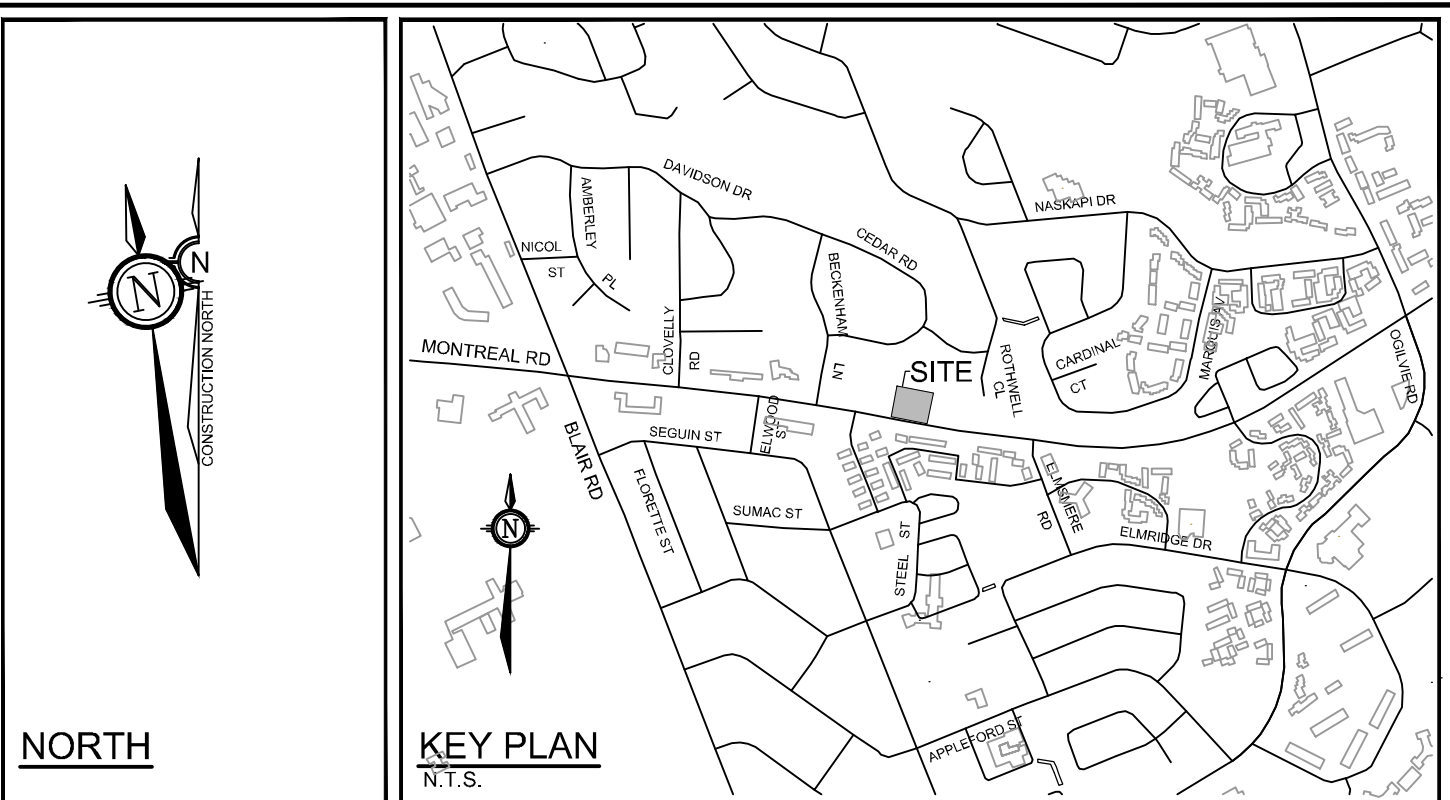 N
N
CONSTRUCTION NORTH
NORTH
DAVIDSON DR
AMBERLEY
PL
NICOL
ST
CEDAR RD
BECKENHAM
LN
NASKAPI DR
CLOVELLY
RD
MONTREAL RD
SITE
ROTHWELL
CL
CARDINAL
CT
MARQUIS AV
OGILVIE RD
BLAIR RD
SEGUIN ST
ELWOOD
ST
FLORETTE ST
SUMAC ST
STEEL ST
ELMSMERE
RD
ELMRIDGE DR
N
APPLEFORD ST
KEY PLAN
N.T.S.